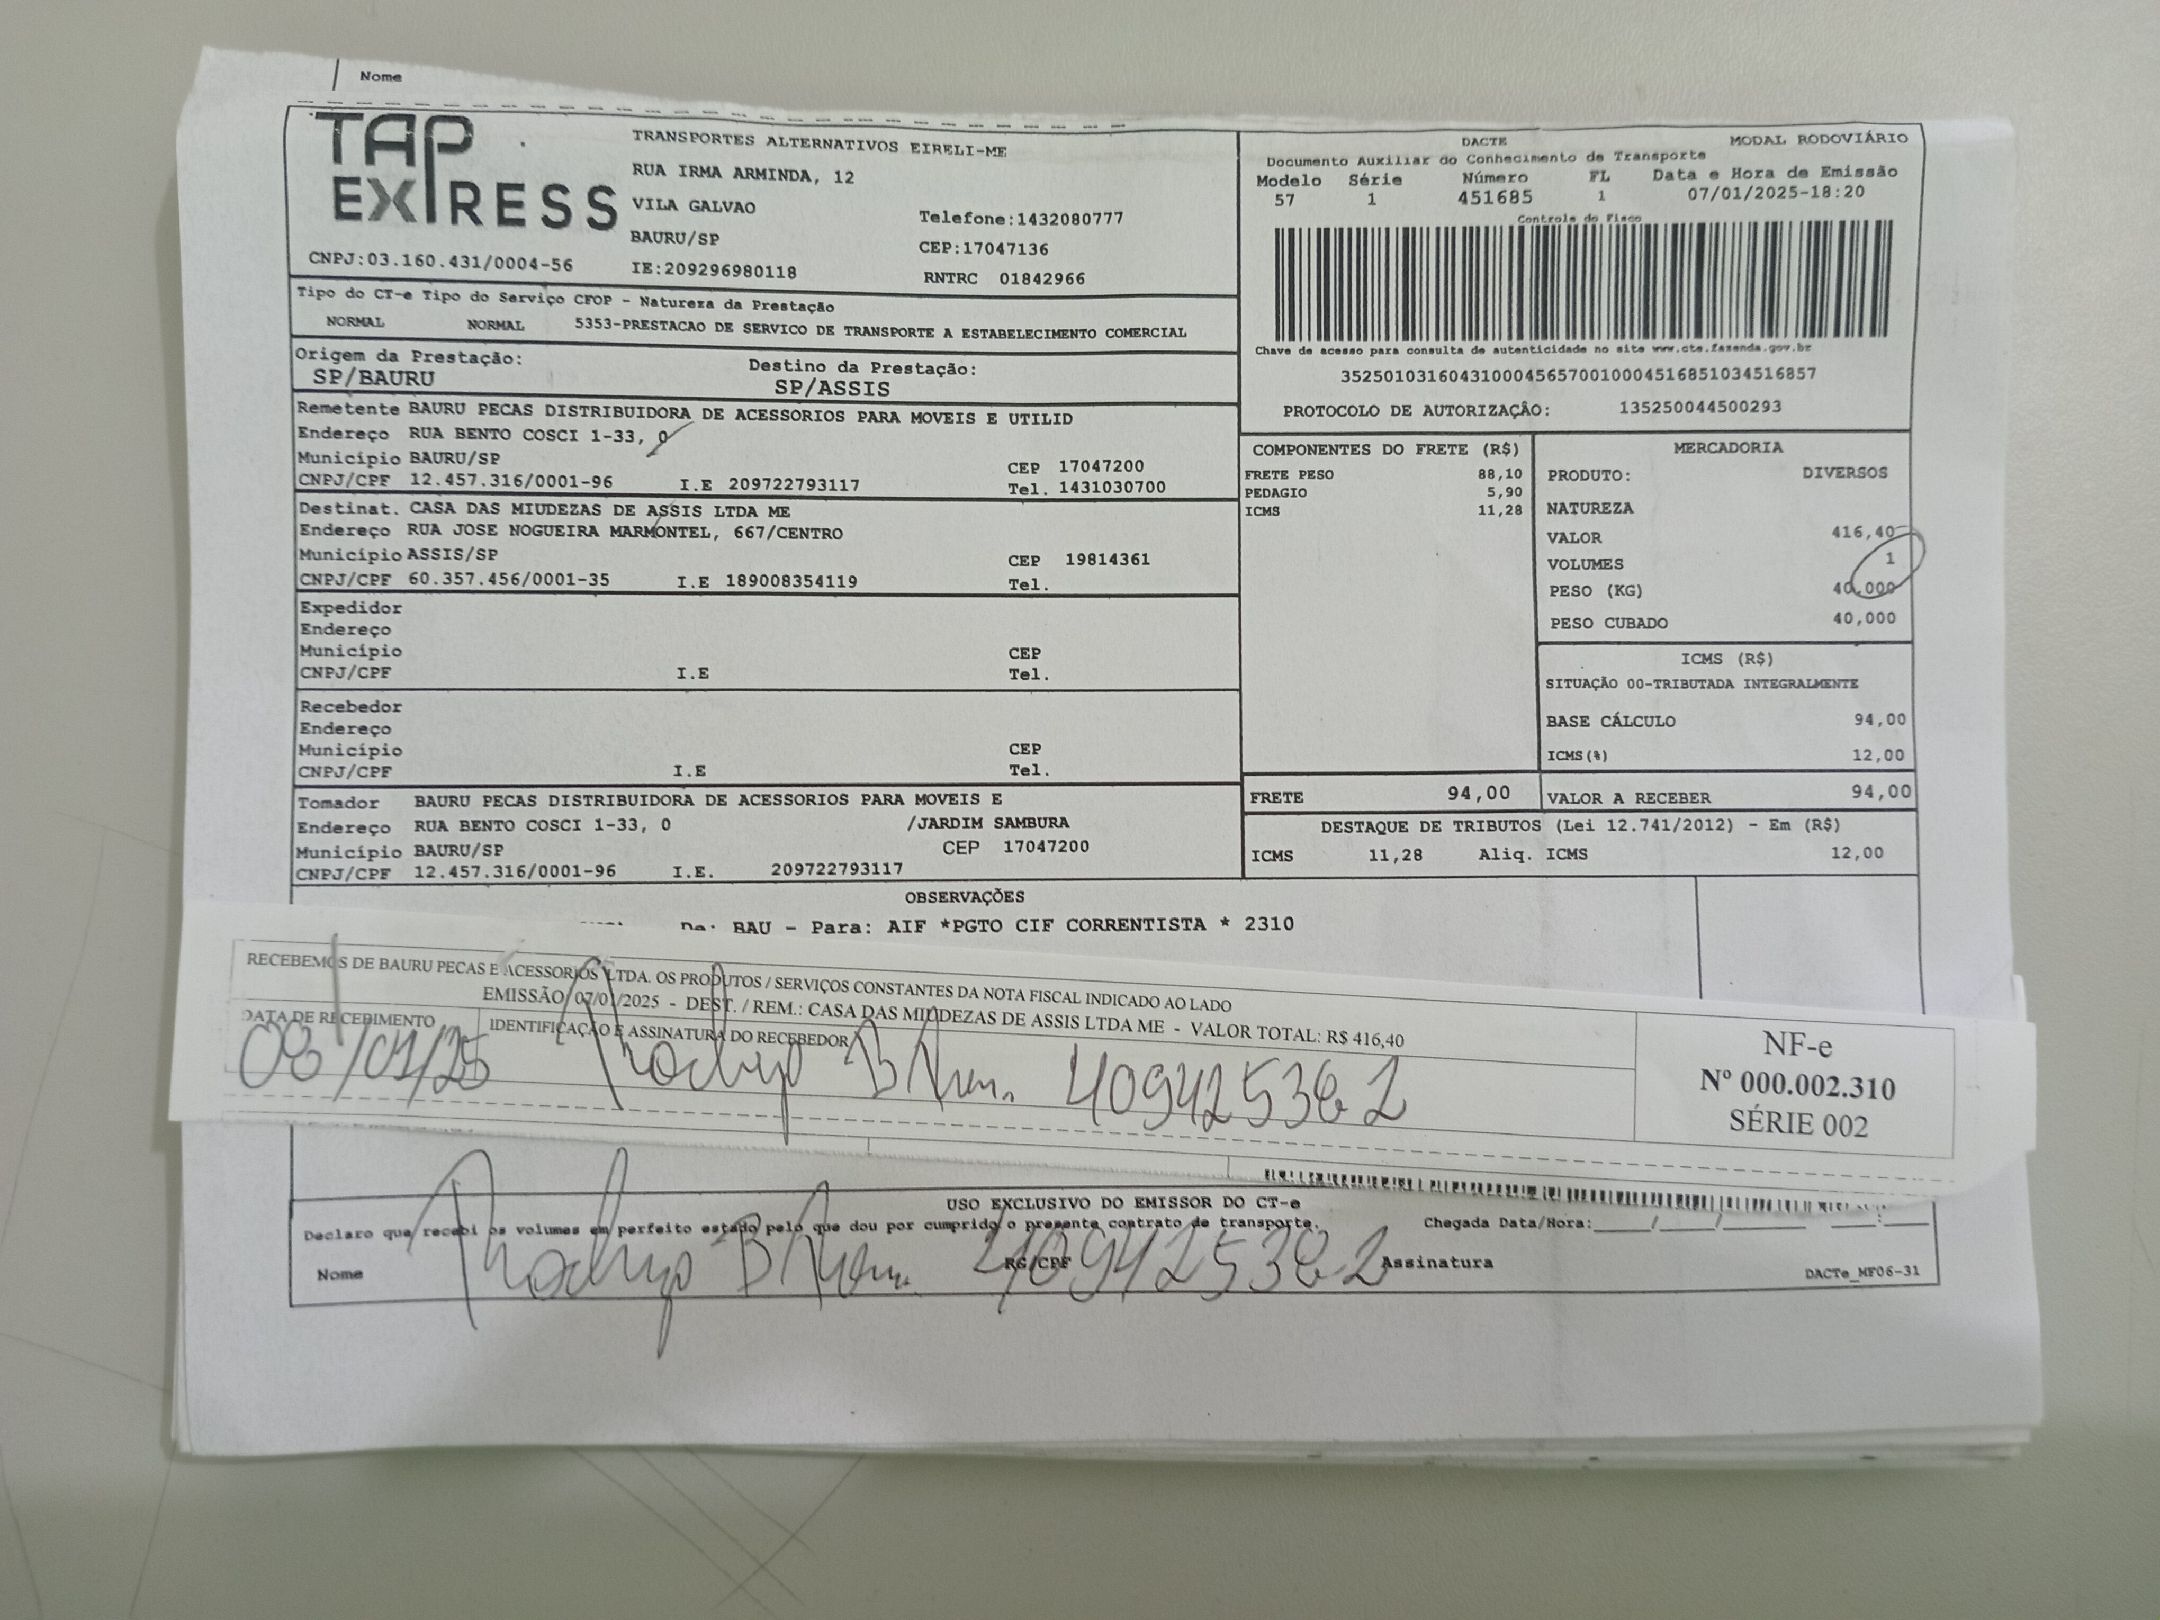 Nome
TAP EXPRESS
CNPJ:03.160.431/0004-56
TRANSPORTES ALTERNATIVOS EIRELI-ME
RUA IRMA ARMINDA, 12
VILA GALVAO
Telefone:1432080777
BAURU/SP
CEP:17047136
IE:209296980118
RNTRC 01842966
DACTE
MODAL RODOVIÁRIO
Documento Auxiliar do Conhecimento de Transporte
Modelo Série Número FL Data e Hora de Emissão
57 1 451685 1 07/01/2025-18:20
Controle do Fisco
Chave de acesso para consulta de autenticidade no site www.cte.fazenda.gov.br
35250103160431000456570010004516851034516857
PROTOCOLO DE AUTORIZAÇÂO: 135250044500293
Tipo do CT-e Tipo do Serviço CFOP - Natureza da Prestação
NORMAL NORMAL 5353-PRESTACAO DE SERVICO DE TRANSPORTE A ESTABELECIMENTO COMERCIAL
Origem da Prestação: Destino da Prestação:
SP/BAURU SP/ASSIS
Remetente BAURU PECAS DISTRIBUIDORA DE ACESSORIOS PARA MOVEIS E UTILID
Endereço RUA BENTO COSCI 1-33, 0
Município BAURU/SP CEP 17047200
CNPJ/CPF 12.457.316/0001-96 I.E 209722793117 Tel. 1431030700
Destinat. CASA DAS MIUDEZAS DE ASSIS LTDA ME
Endereço RUA JOSE NOGUEIRA MARMONTEL, 667/CENTRO
Município ASSIS/SP CEP 19814361
CNPJ/CPF 60.357.456/0001-35 I.E 189008354119 Tel.
Expedidor
Endereço
Município CEP
CNPJ/CPF I.E Tel.
Recebedor
Endereço
Município CEP
CNPJ/CPF I.E Tel.
Tomador BAURU PECAS DISTRIBUIDORA DE ACESSORIOS PARA MOVEIS E
Endereço RUA BENTO COSCI 1-33, 0 /JARDIM SAMBURA
Município BAURU/SP CEP 17047200
CNPJ/CPF 12.457.316/0001-96 I.E. 209722793117
COMPONENTES DO FRETE (R$)
FRETE PESO 88,10
PEDAGIO 5,90
ICMS 11,28
MERCADORIA
PRODUTO: DIVERSOS
NATUREZA
VALOR 416,40
VOLUMES 1
PESO (KG) 40,000
PESO CUBADO 40,000
ICMS (R$)
SITUAÇÃO 00-TRIBUTADA INTEGRALMENTE
BASE CÁLCULO 94,00
ICMS(%) 12,00
FRETE 94,00 VALOR A RECEBER 94,00
DESTAQUE DE TRIBUTOS (Lei 12.741/2012) - Em (R$)
ICMS 11,28 Aliq. ICMS 12,00
OBSERVAÇÕES
De: BAU - Para: AIF *PGTO CIF CORRENTISTA * 2310
RECEBEMOS DE BAURU PECAS E ACESSORIOS LTDA. OS PRODUTOS / SERVIÇOS CONSTANTES DA NOTA FISCAL INDICADO AO LADO
EMISSÃO 07/01/2025 - DEST. / REM.: CASA DAS MIUDEZAS DE ASSIS LTDA ME - VALOR TOTAL: R$ 416,40
DATA DE RECEBIMENTO IDENTIFICAÇÃO E ASSINATURA DO RECEBEDOR
08/01/25 409425362
NF-e
Nº 000.002.310
SÉRIE 002
USO EXCLUSIVO DO EMISSOR DO CT-e
Declaro que recebi os volumes em perfeito estado pelo que dou por cumprido o presente contrato de transporte. Chegada Data/Hora:____/____/________ ____:____
Nome RG/CPF 409425362 Assinatura
DACTe_MF06-31